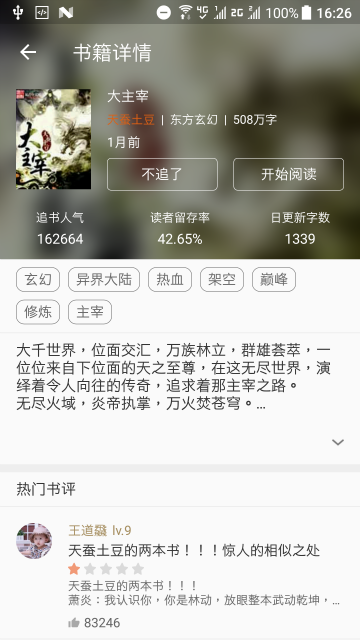 4G 2G 100% 16:26
书籍详情
大主宰
天蚕土豆 | 东方玄幻 | 508万字
1月前
大主宰
不追了 开始阅读
追书人气 读者留存率 日更新字数
162664 42.65% 1339
玄幻 异界大陆 热血 架空 巅峰
修炼 主宰
大千世界，位面交汇，万族林立，群雄荟萃，一
位位来自下位面的天之至尊，在这无尽世界，演
绎着令人向往的传奇，追求着那主宰之路。
无尽火域，炎帝执掌，万火焚苍穹。...
热门书评
王道翳 lv.9
天蚕土豆的两本书！！！惊人的相似之处
天蚕土豆的两本书！！！
萧炎：我认识你，你是林动，放眼整本武动乾坤，...
83246